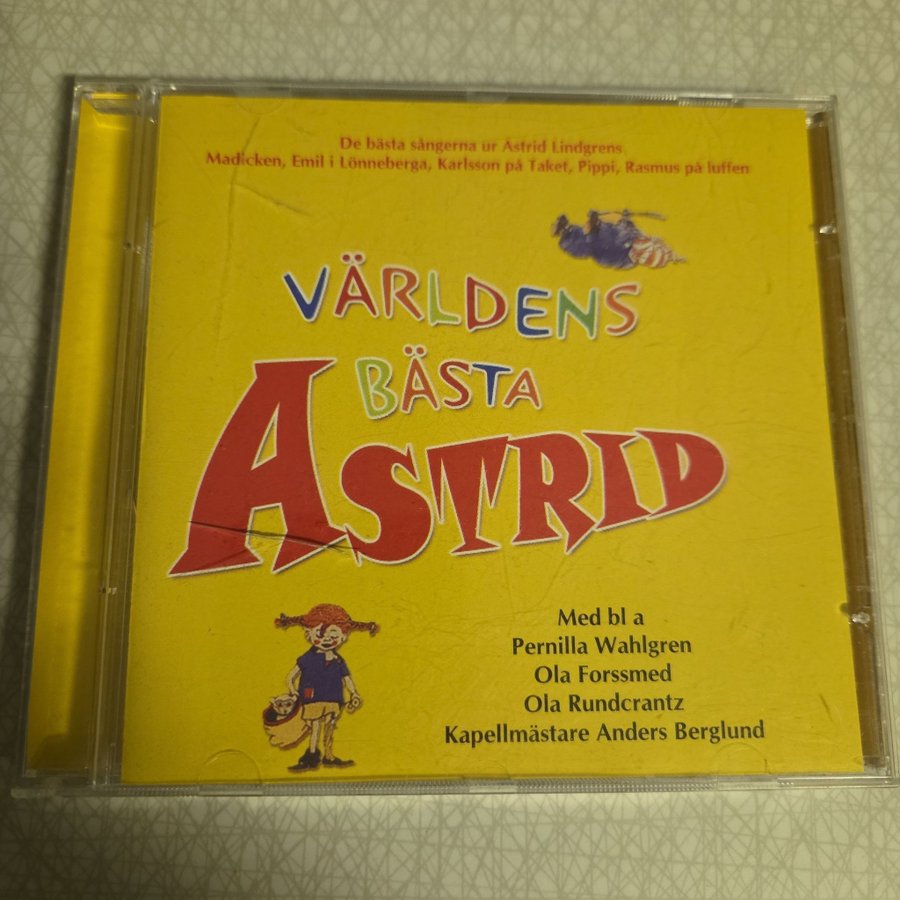 De bästa sångerna ur Astrid Lindgrens
Madicken, Emil i Lönneberga, Karlsson på Taket, Pippi, Rasmus på luffen
VÄRLDENS
BÄSTA
ASTRID
Med bl a
Pernilla Wahlgren
Ola Forssmed
Ola Rundcrantz
Kapellmästare Anders Berglund